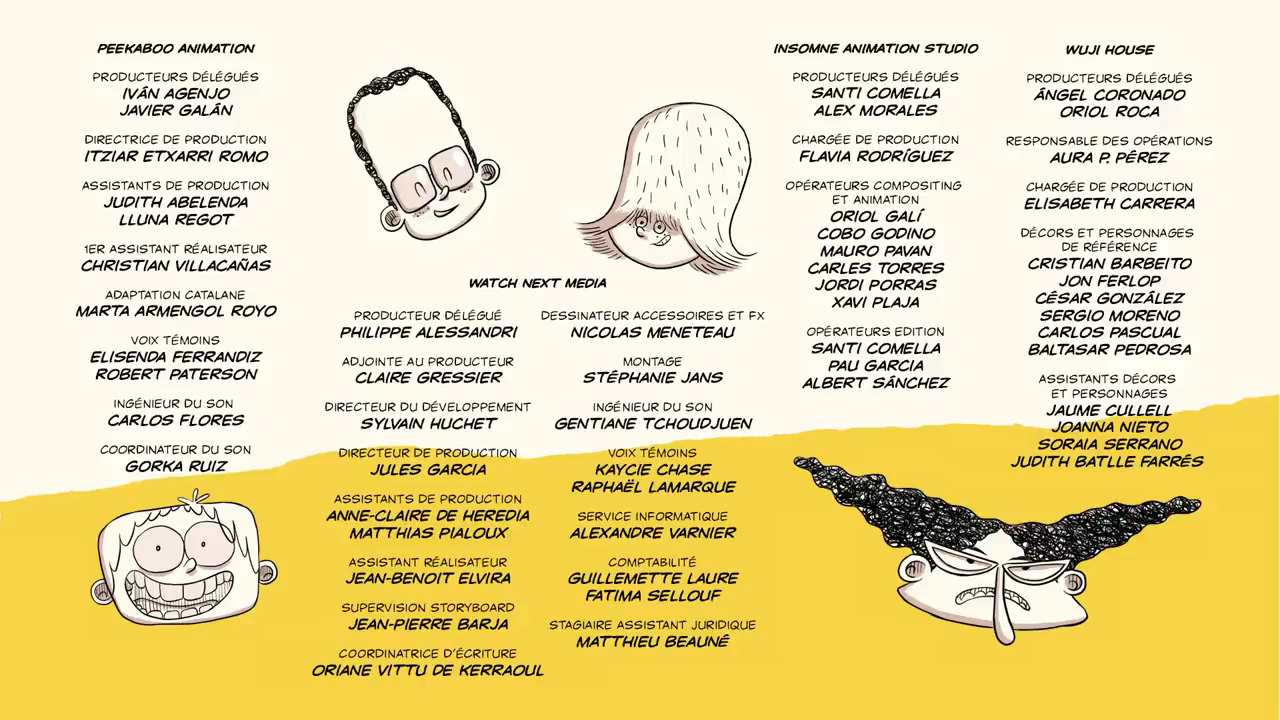 PEEKABOO ANIMATION
PRODUCTEURS DÉLÉGUÉS
IVÁN AGENJO
JAVIER GALÁN
DIRECTRICE DE PRODUCTION
ITZIAR ETXARRI ROMO
ASSISTANTS DE PRODUCTION
JUDITH ABELENDA
LLUNA REGOT
1ER ASSISTANT RÉALISATEUR
CHRISTIAN VILLACAÑAS
ADAPTATION CATALANE
MARTA ARMENGOL ROYO
VOIX TÉMOINS
ELISENDA FERRANDIZ
ROBERT PATERSON
INGÉNIEUR DU SON
CARLOS FLORES
COORDINATEUR DU SON
GORKA RUIZ
WATCH NEXT MEDIA
PRODUCTEUR DÉLÉGUÉ
PHILIPPE ALESSANDRI
ADJOINTE AU PRODUCTEUR
CLAIRE GRESSIER
DIRECTEUR DU DÉVELOPPEMENT
SYLVAIN HUCHET
DIRECTEUR DE PRODUCTION
JULES GARCIA
ASSISTANTS DE PRODUCTION
ANNE-CLAIRE DE HEREDIA
MATTHIAS PIALOUX
ASSISTANT RÉALISATEUR
JEAN-BENOIT ELVIRA
SUPERVISION STORYBOARD
JEAN-PIERRE BARJA
COORDINATRICE D'ÉCRITURE
ORIANE VITTU DE KERRAOUL
DESSINATEUR ACCESSOIRES ET FX
NICOLAS MENETEAU
MONTAGE
STÉPHANIE JANS
INGÉNIEUR DU SON
GENTIANE TCHOUDJUEN
VOIX TÉMOINS
KAYCIE CHASE
RAPHAËL LAMARQUE
SERVICE INFORMATIQUE
ALEXANDRE VARNIER
COMPTABILITÉ
GUILLEMETTE LAURE
FATIMA SELLOUF
STAGIAIRE ASSISTANT JURIDIQUE
MATTHIEU BEAUNÉ
INSOMNE ANIMATION STUDIO
PRODUCTEURS DÉLÉGUÉS
SANTI COMELLA
ALEX MORALES
CHARGÉE DE PRODUCTION
FLAVIA RODRÍGUEZ
OPÉRATEURS COMPOSITING
ET ANIMATION
ORIOL GALÍ
COBO GODINO
MAURO PAVAN
CARLES TORRES
JORDI PORRAS
XAVI PLAJA
OPÉRATEURS EDITION
SANTI COMELLA
PAU GARCIA
ALBERT SÁNCHEZ
WUJI HOUSE
PRODUCTEURS DÉLÉGUÉS
ÁNGEL CORONADO
ORIOL ROCA
RESPONSABLE DES OPÉRATIONS
AURA P. PÉREZ
CHARGÉE DE PRODUCTION
ELISABETH CARRERA
DÉCORS ET PERSONNAGES
DE RÉFÉRENCE
CRISTIAN BARBEITO
JON FERLOP
CÉSAR GONZÁLEZ
SERGIO MORENO
CARLOS PASCUAL
BALTASAR PEDROSA
ASSISTANTS DÉCORS
ET PERSONNAGES
JAUME CULLELL
JOANNA NIETO
SORAIA SERRANO
JUDITH BATLLE FARRÉS